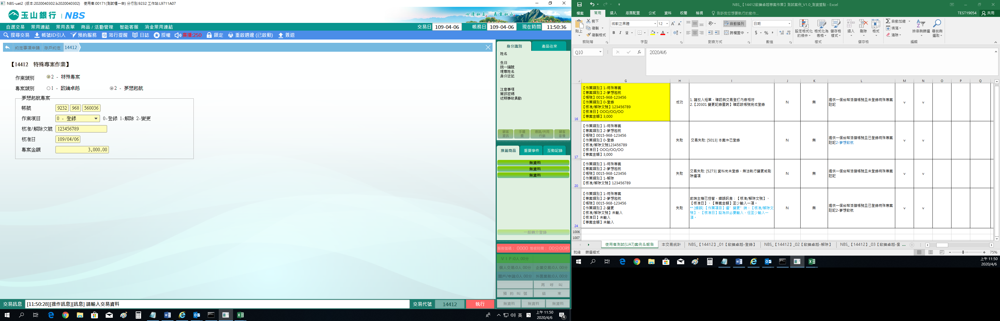 NBS-uat2 (版本:2020040302.b2020040302) 使用者:00171(測試櫃一幸) 分行別:9232 工作站:L9711A07
玉山銀行 | NBS
心清如玉, 義重如山。
自選交易 常用連結 常用表單 商品 / 活動管理 智能客服 消金常用連結
交易日 109-04-06 帳務日 109-04-06 現在時間 11:50:36
搜尋交易 帳號ID引入 預約服務 蒞行提醒 日誌 授權 廣播:250 鎖定 重啟週邊 (已啟動) 簽退
約定事項申請 存戶約定 14412
【14412 特殊專案作業】
作業類別 2 - 特殊專案
專案類別 1 - 啟鑰卓越 2 - 夢想起航
夢想起航專案
帳號 9232 968 560036
作業項目 0 - 登錄 0-登錄 1-解除 2-變更
核准/解除文號 123456789
核准日 109/04/06
專案金額 3,000.00
身分識別 產品往來
姓名
生日
統一編號
理專姓名
身分註記
注意事項
簡訊密碼
近期事故異動
顧客資訊 手續費 通路/共同行銷 顧客影像
推薦商品 重要事件 互動記錄
無資料
無資料
無資料
一般轉介登錄
服務號碼: 0000 等候時間: 00分00秒
VIP:0人 00分
個人交易:0人 00分 企業交易:0人 00分
開戶/申請:0人 00分 外匯業務:0人 00分
再 呼 叫
預 約 叫 號 結 束
無資料 無資料 無資料
交易訊息 [11:50:28][操作訊息][訊息] 請輸入交易資料
交易代號 14412 執行
英
上午 11:50
2020/4/6
4
NBS_【14412啟鑰卓越專案作業】測試案例_V1.0_測資盤點 - Excel
檔案 常用 插入 版面配置 公式 資料 校閱 檢視 告訴我您想要執行的動作...
TEST19054 共用
貼上 剪下 複製 複製格式
微軟正黑體 12
B I U
自動換列
跨欄置中
日期
$ %
設定格式化的條件 格式化為表格 儲存格樣式
插入 刪除 格式
自動加總 填滿 清除
排序與篩選 尋找與選取
剪貼簿 字型 對齊方式 數值 樣式 儲存格 編輯
Q10 fx 2020/4/6
G H I J K L M N O P Q
16
【作業類別】1-特殊專案
【專案類別】2-夢想起航
【帳號】0015-968-123456
【作業類別】0-登錄
【核准/解除文號】123456789
【核准日】OOO/OO/OO
【專案金額】3,000
成功
1. 請放入短單,確認與交易登打內容相符
2.【20301 變更記錄查詢】確認該帳號完成登錄
N
無
提供一個台幣活儲帳號且未登錄特殊專案
註記
v
v
17
【作業類別】1-特殊專案
【專案類別】2-夢想起航
【帳號】0015-968-123456
【作業類別】0-登錄
【核准/解除文號123456789
【核准日】OOO/OO/OO
【專案金額】3,000
失敗
交易失敗: [5013] 本案件已登錄
N
無
提供一個台幣活儲帳號且已登錄特殊專案
註記2-夢想啟航
v
v
20
【作業類別】1-特殊專案
【專案類別】2-夢想起航
【帳號】0015-968-123456
【作業類別】1-解除
【核准/解除文號】123456789
失敗
交易失敗: [5273] 資料尚未登錄,無法執行變更或刪
除選項
N
無
提供一個台幣活儲帳號且未登錄特殊專案
註記
v
v
24
【作業類別】1-特殊專案
【專案類別】2-夢想起航
【帳號】0015-968-123456
【作業類別】2-變更
【核准/解除文號】未輸入
【核准日】未輸入
【專案金額】未輸入
失敗
前端主機已控管,錯誤訊息:【核准/解除文號】、
【核准日】、【專案金額】至少輸入一項。
** [錯誤]【作業項目】選”變更”時,【核准/解除文
號】、【核准日】設為非必要輸入,但至少輸入一
項。
N
無
提供一個台幣活儲帳號且已登錄特殊專案
註記2-夢想啟航
v
v
1006
1007
使用者測試(UAT)案例&報告 本交易統計 NBS_【14412】_01【啟鑰卓越-登錄】 NBS_【14412】_02【啟鑰卓越-解除】 NBS_【14412】_03【啟鑰卓越-變 ...
就緒 篩選模式 75%
上午 11:50
2020/4/6